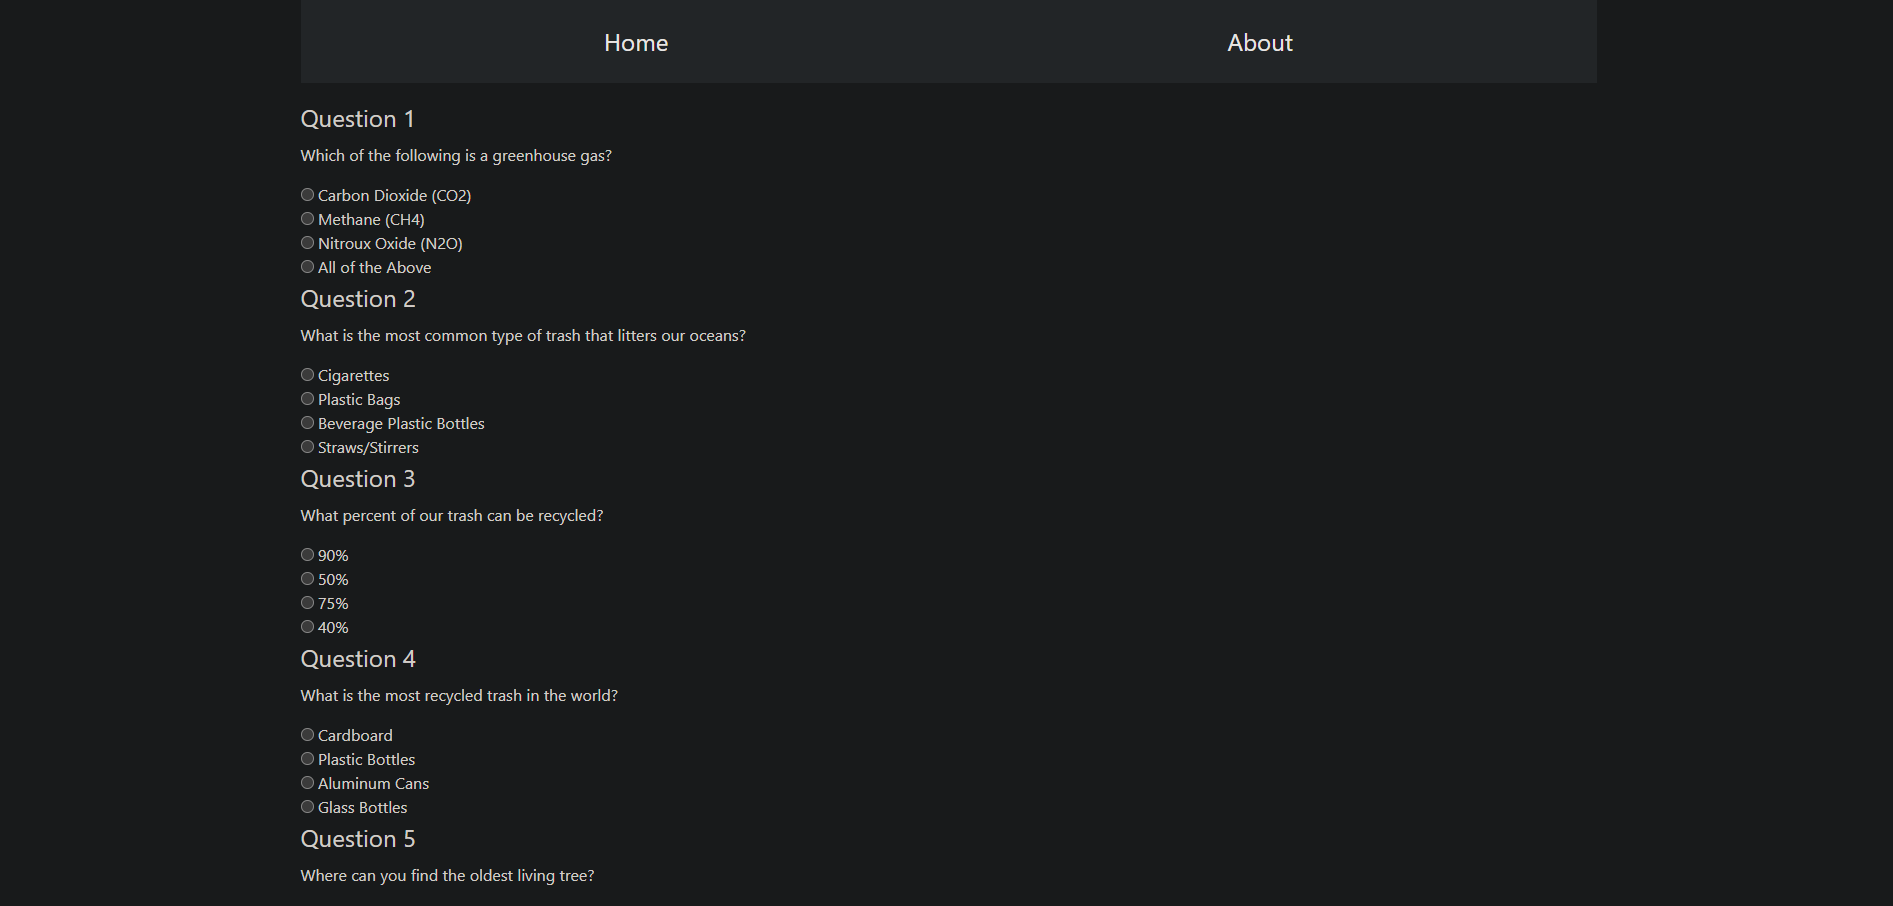 Home About
Question 1
Which of the following is a greenhouse gas?
Carbon Dioxide (CO2)
Methane (CH4)
Nitroux Oxide (N2O)
All of the Above
Question 2
What is the most common type of trash that litters our oceans?
Cigarettes
Plastic Bags
Beverage Plastic Bottles
Straws/Stirrers
Question 3
What percent of our trash can be recycled?
90%
50%
75%
40%
Question 4
What is the most recycled trash in the world?
Cardboard
Plastic Bottles
Aluminum Cans
Glass Bottles
Question 5
Where can you find the oldest living tree?